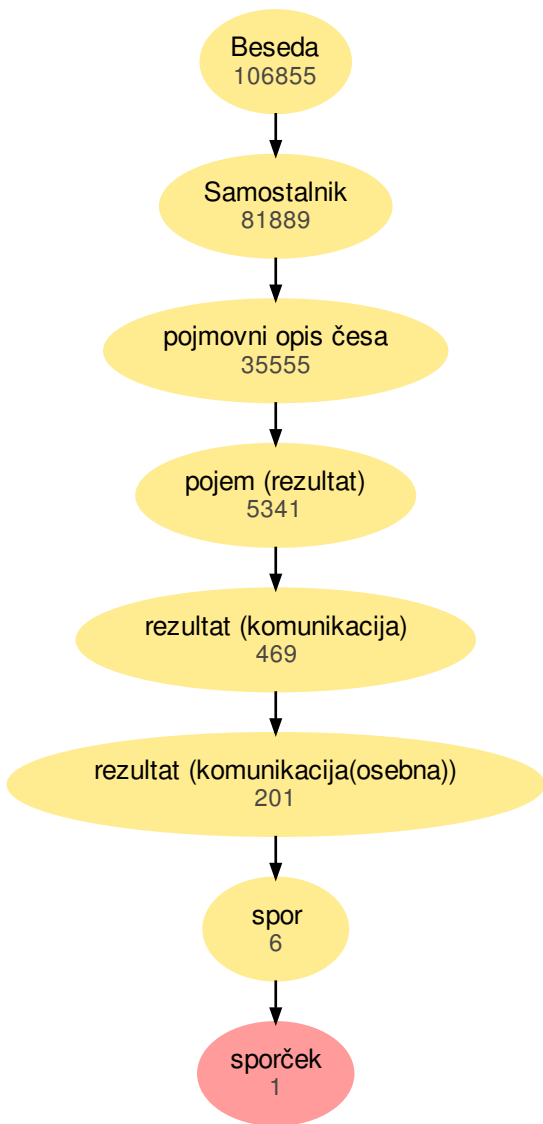 Beseda
106855
Samostalnik
81889
pojmovni opis česa
35555
pojem (rezultat)
5341
rezultat (komunikacija)
469
rezultat (komunikacija(osebna))
201
spor
6
sporček
1